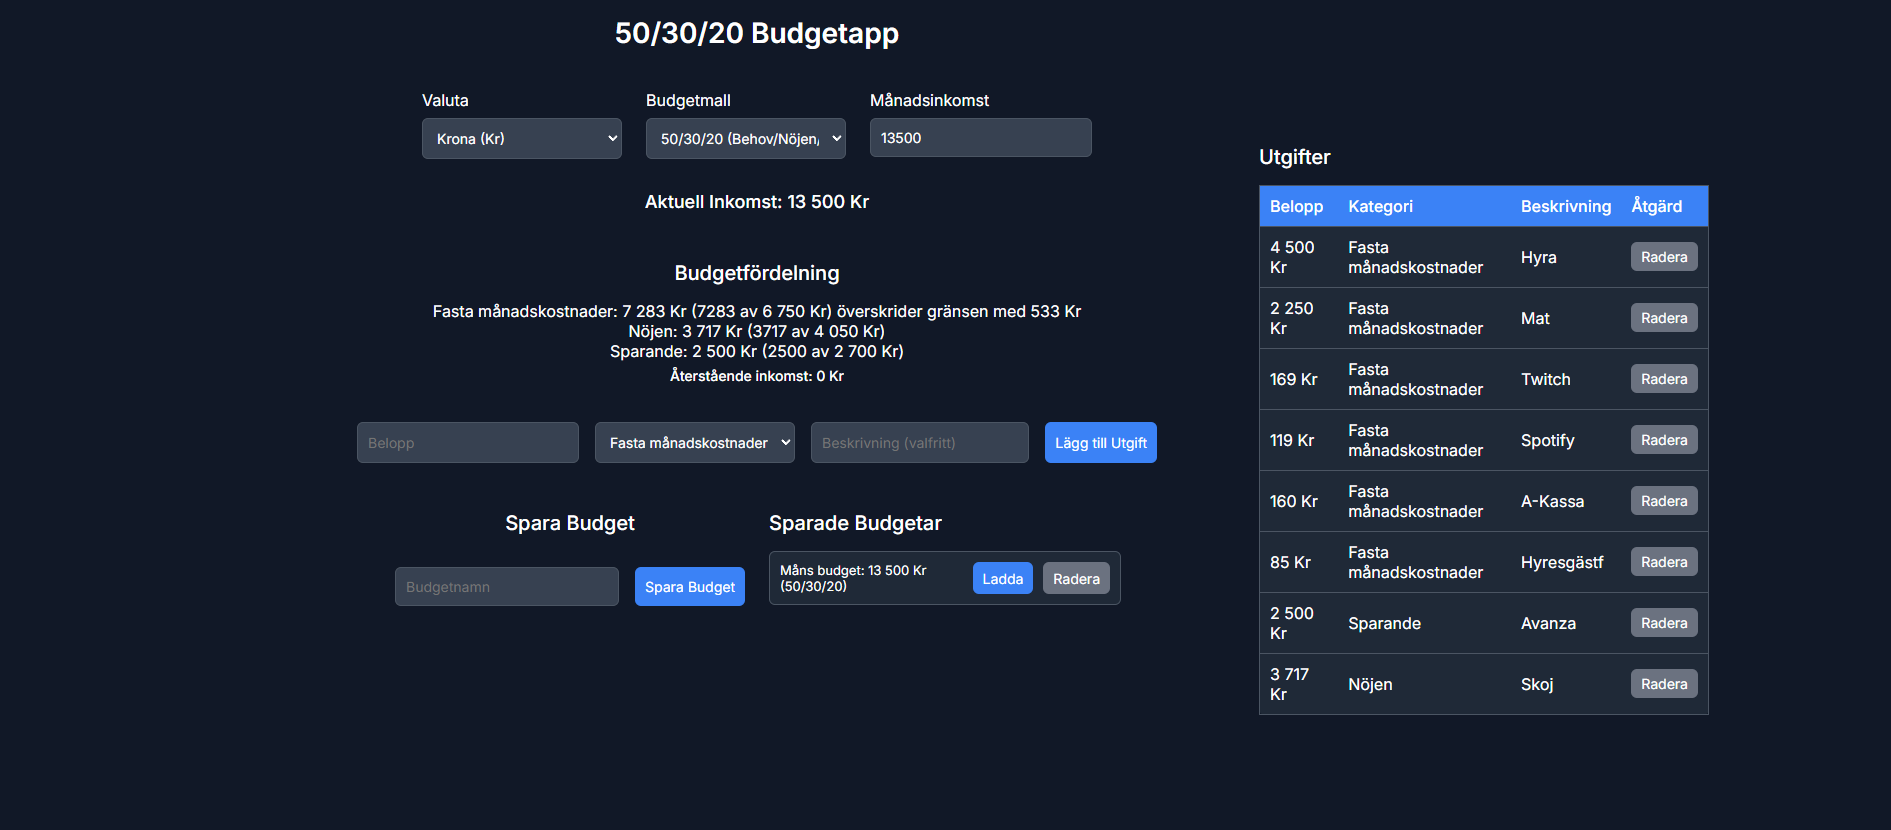 50/30/20 Budgetapp
Valuta
Budgetmall
Månadsinkomst
Krona (Kr)
50/30/20 (Behov/Nöjen/
13500
Aktuell Inkomst: 13 500 Kr
Budgetfördelning
Fasta månadskostnader: 7 283 Kr (7283 av 6 750 Kr) överskrider gränsen med 533 Kr
Nöjen: 3 717 Kr (3717 av 4 050 Kr)
Sparande: 2 500 Kr (2500 av 2 700 Kr)
Återstående inkomst: 0 Kr
Belopp
Fasta månadskostnader
Beskrivning (valfritt)
Lägg till Utgift
Spara Budget
Budgetnamn
Spara Budget
Sparade Budgetar
Måns budget: 13 500 Kr
(50/30/20)
Ladda
Radera
Utgifter
Belopp Kategori Beskrivning Åtgärd
4 500
Kr
Fasta
månadskostnader
Hyra
Radera
2 250
Kr
Fasta
månadskostnader
Mat
Radera
169 Kr
Fasta
månadskostnader
Twitch
Radera
119 Kr
Fasta
månadskostnader
Spotify
Radera
160 Kr
Fasta
månadskostnader
A-Kassa
Radera
85 Kr
Fasta
månadskostnader
Hyresgästf
Radera
2 500
Kr
Sparande
Avanza
Radera
3 717
Kr
Nöjen
Skoj
Radera